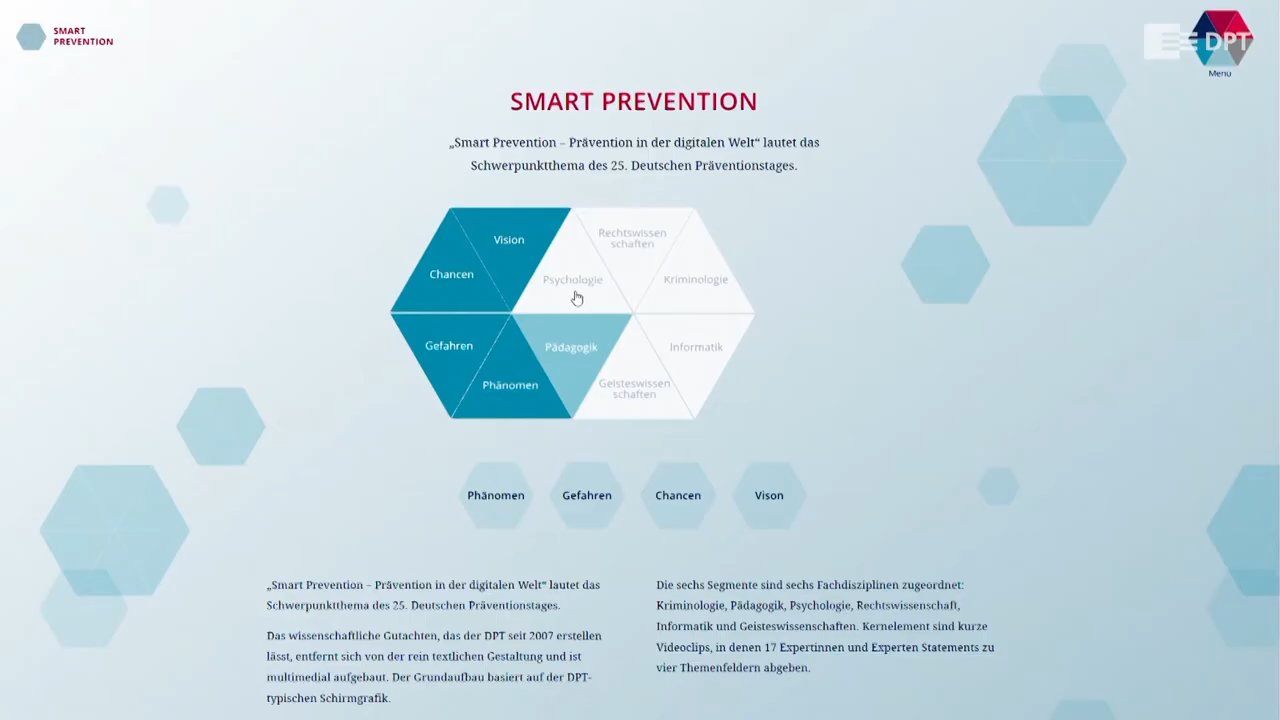 SMART
PREVENTION
DPT
Menu
SMART PREVENTION
„Smart Prevention – Prävention in der digitalen Welt“ lautet das
Schwerpunktthema des 25. Deutschen Präventionstages.
Vision
Chancen
Rechtswissen
schaften
Psychologie
Kriminologie
Gefahren
Phänomen
Pädagogik
Informatik
Geisteswissen
schaften
Phänomen
Gefahren
Chancen
Vison
„Smart Prevention – Prävention in der digitalen Welt“ lautet das
Schwerpunktthema des 25. Deutschen Präventionstages.
Das wissenschaftliche Gutachten, das der DPT seit 2007 erstellen
lässt, entfernt sich von der rein textlichen Gestaltung und ist
multimedial aufgebaut. Der Grundaufbau basiert auf der DPT-
typischen Schirmgrafik.
Die sechs Segmente sind sechs Fachdisziplinen zugeordnet:
Kriminologie, Pädagogik, Psychologie, Rechtswissenschaft,
Informatik und Geisteswissenschaften. Kernelement sind kurze
Videoclips, in denen 17 Expertinnen und Experten Statements zu
vier Themenfeldern abgeben.